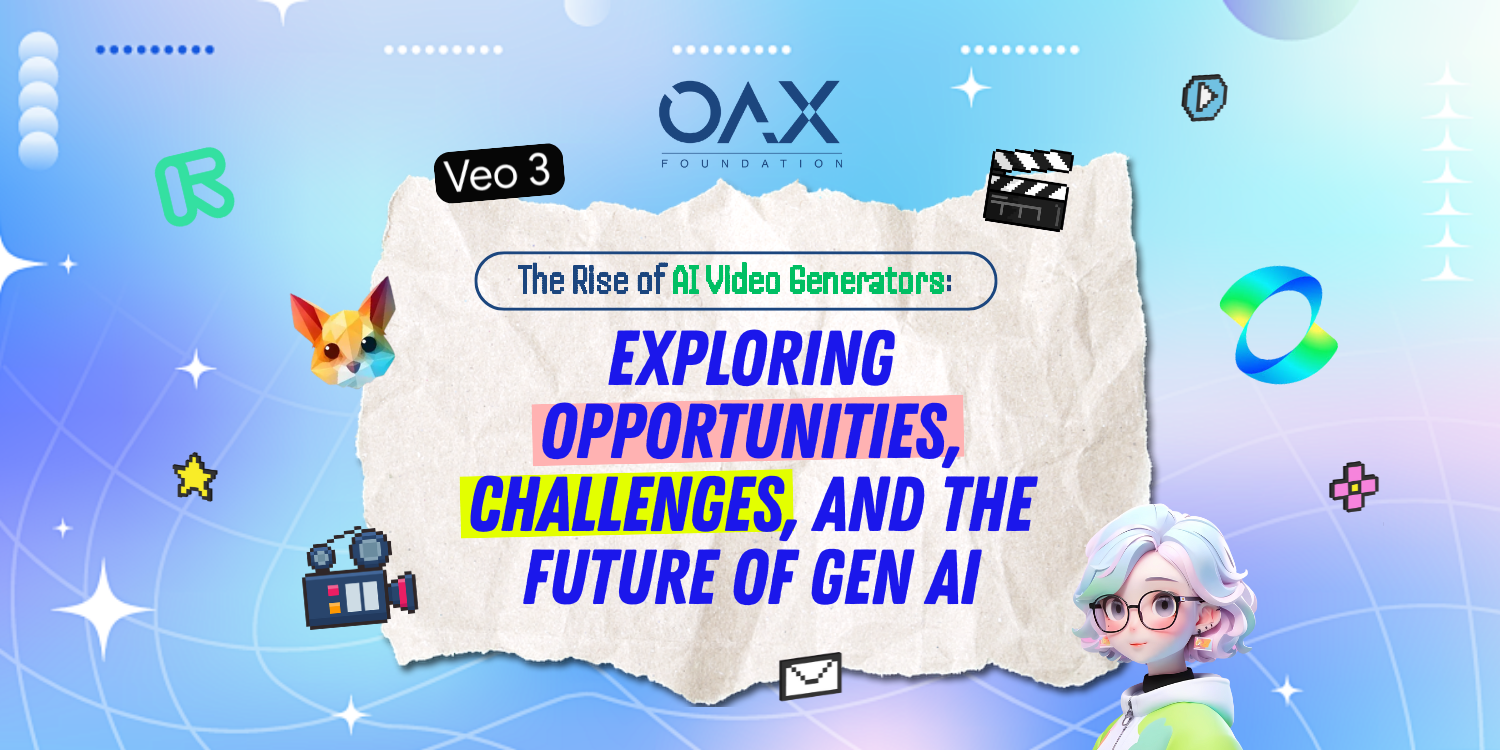 OAX
FOUNDATION
Veo 3
The Rise of AI Video Generators:
EXPLORING
OPPORTUNITIES,
CHALLENGES, AND THE
FUTURE OF GEN AI